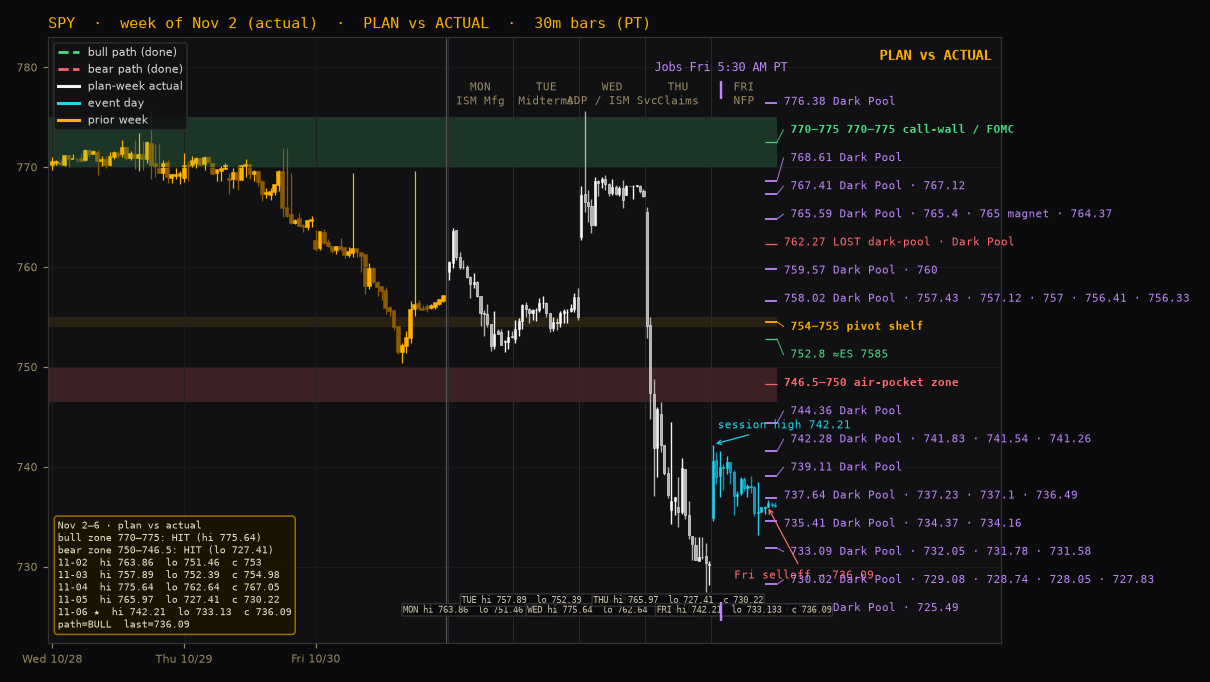 SPY · week of Nov 2 (actual) · PLAN vs ACTUAL · 30m bars (PT)
bull path (done)
bear path (done)
plan-week actual
event day
prior week
PLAN vs ACTUAL
Jobs Fri 5:30 AM PT
MON
ISM Mfg
TUE
Midterms
WED
ADP / ISM Svc
THU
Claims
FRI
NFP
780
770
760
750
740
730
776.38 Dark Pool
770–775 770–775 call-wall / FOMC
768.61 Dark Pool
767.41 Dark Pool · 767.12
765.59 Dark Pool · 765.4 · 765 magnet · 764.37
762.27 LOST dark-pool · Dark Pool
759.57 Dark Pool · 760
758.02 Dark Pool · 757.43 · 757.12 · 757 · 756.41 · 756.33
754–755 pivot shelf
752.8 ≈ES 7585
746.5–750 air-pocket zone
744.36 Dark Pool
session high 742.21
742.28 Dark Pool · 741.83 · 741.54 · 741.26
739.11 Dark Pool
737.64 Dark Pool · 737.23 · 737.1 · 736.49
735.41 Dark Pool · 734.37 · 734.16
733.09 Dark Pool · 732.05 · 731.78 · 731.58
Fri selloff → 736.09
730.02 Dark Pool · 729.08 · 728.74 · 728.05 · 727.83
Dark Pool · 725.49
Nov 2–6 · plan vs actual
bull zone 770–775: HIT (hi 775.64)
bear zone 750–746.5: HIT (lo 727.41)
11-02 hi 763.86 lo 751.46 c 753
11-03 hi 757.89 lo 752.39 c 754.98
11-04 hi 775.64 lo 762.64 c 767.05
11-05 hi 765.97 lo 727.41 c 730.22
11-06 ★ hi 742.21 lo 733.13 c 736.09
path=BULL last=736.09
TUE hi 757.89 lo 752.39
THU hi 765.97 lo 727.41 c 730.22
MON hi 763.86 lo 751.46
WED hi 775.64 lo 762.64
FRI hi 742.21 lo 733.133 c 736.09
Wed 10/28
Thu 10/29
Fri 10/30